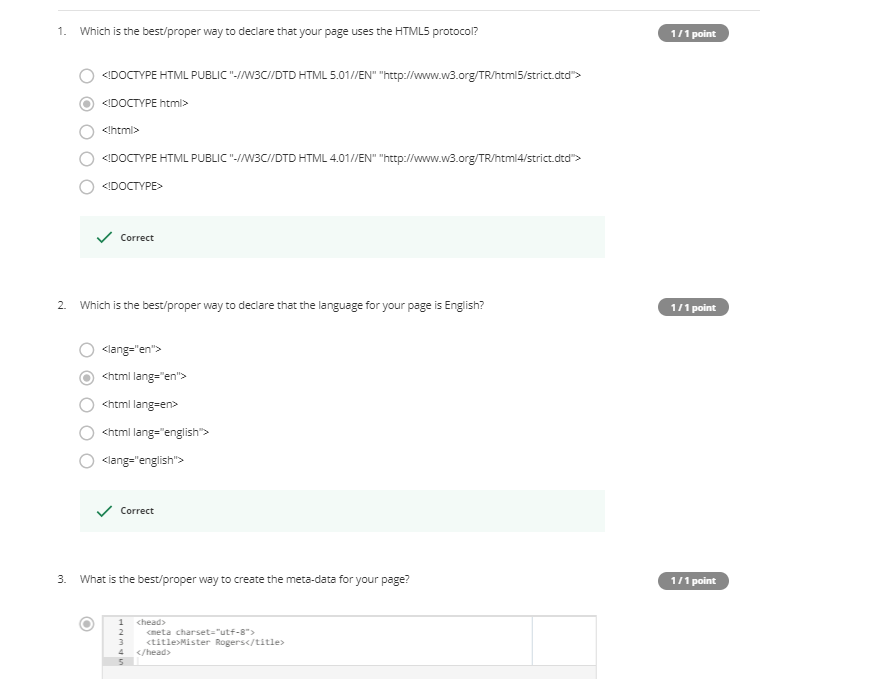 1. Which is the best/proper way to declare that your page uses the HTML5 protocol?
1 / 1 point
<!DOCTYPE HTML PUBLIC "-//W3C//DTD HTML 5.01//EN" "http://www.w3.org/TR/html5/strict.dtd">
<!DOCTYPE html>
<!html>
<!DOCTYPE HTML PUBLIC "-//W3C//DTD HTML 4.01//EN" "http://www.w3.org/TR/html4/strict.dtd">
<!DOCTYPE>
Correct
2. Which is the best/proper way to declare that the language for your page is English?
1 / 1 point
<lang="en">
<html lang="en">
<html lang=en>
<html lang="english">
<lang="english">
Correct
3. What is the best/proper way to create the meta-data for your page?
1 / 1 point
1 <head>
2 <meta charset="utf-8">
3 <title>Mister Rogers</title>
4 </head>
5